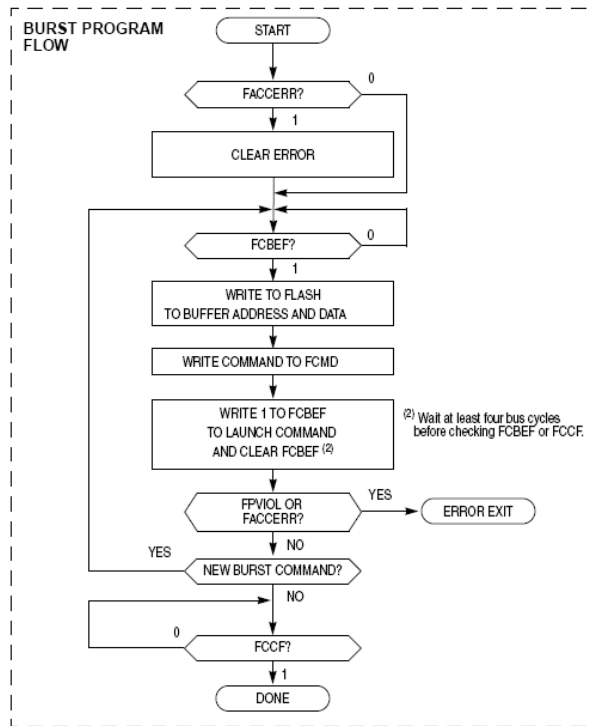 BURST PROGRAM
FLOW
START
FACCERR?
0
1
CLEAR ERROR
FCBEF?
0
1
WRITE TO FLASH
TO BUFFER ADDRESS AND DATA
WRITE COMMAND TO FCMD
WRITE 1 TO FCBEF
TO LAUNCH COMMAND
AND CLEAR FCBEF (2)
(2) Wait at least four bus cycles
before checking FCBEF or FCCF.
FPVIOL OR
FACCERR?
YES
ERROR EXIT
NO
YES
NEW BURST COMMAND?
NO
0
FCCF?
1
DONE